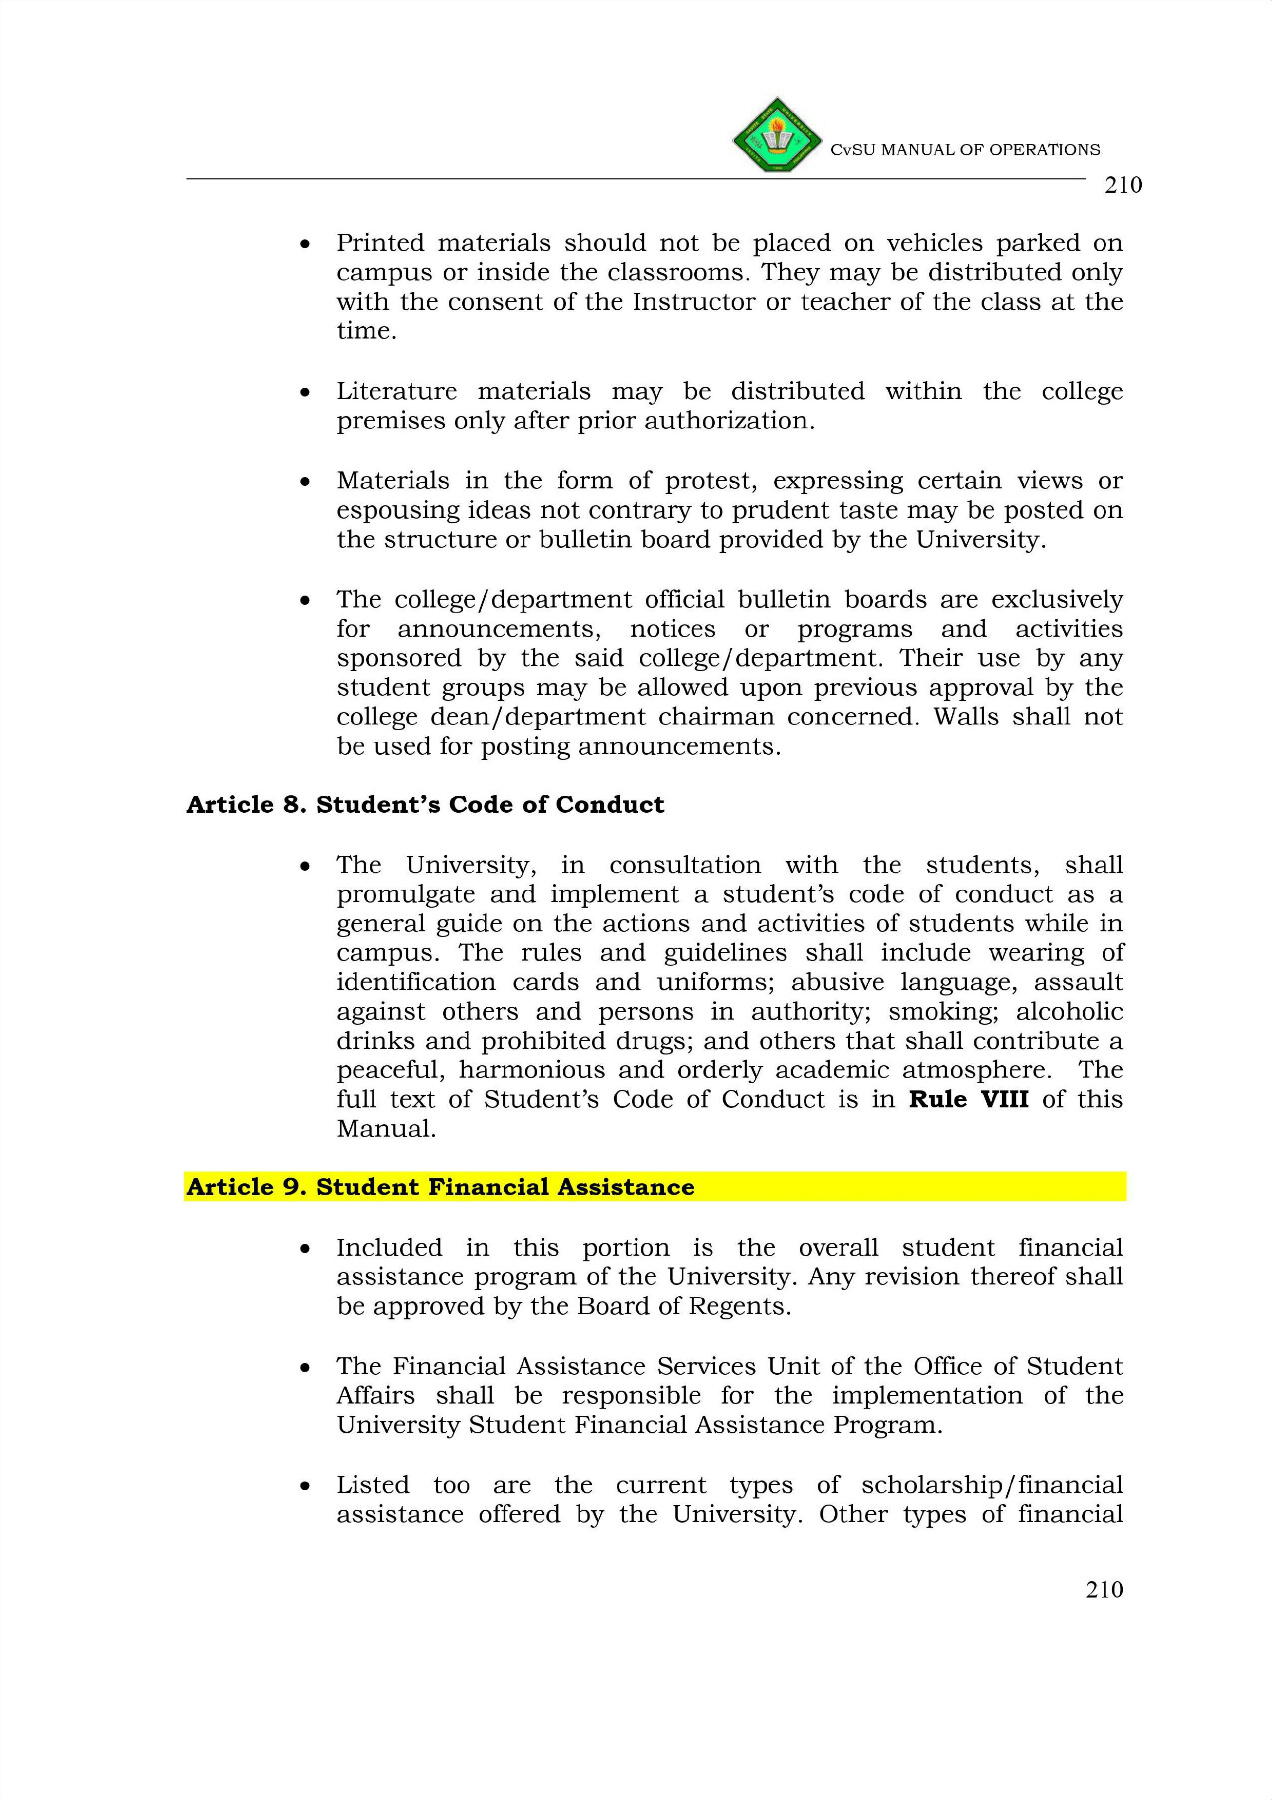 CvSU MANUAL OF OPERATIONS
210
• Printed materials should not be placed on vehicles parked on
campus or inside the classrooms. They may be distributed only
with the consent of the Instructor or teacher of the class at the
time.
• Literature materials may be distributed within the college
premises only after prior authorization.
• Materials in the form of protest, expressing certain views or
espousing ideas not contrary to prudent taste may be posted on
the structure or bulletin board provided by the University.
• The college/department official bulletin boards are exclusively
for announcements, notices or programs and activities
sponsored by the said college/department. Their use by any
student groups may be allowed upon previous approval by the
college dean/department chairman concerned. Walls shall not
be used for posting announcements.
Article 8. Student’s Code of Conduct
• The University, in consultation with the students, shall
promulgate and implement a student’s code of conduct as a
general guide on the actions and activities of students while in
campus. The rules and guidelines shall include wearing of
identification cards and uniforms; abusive language, assault
against others and persons in authority; smoking; alcoholic
drinks and prohibited drugs; and others that shall contribute a
peaceful, harmonious and orderly academic atmosphere. The
full text of Student’s Code of Conduct is in Rule VIII of this
Manual.
Article 9. Student Financial Assistance
• Included in this portion is the overall student financial
assistance program of the University. Any revision thereof shall
be approved by the Board of Regents.
• The Financial Assistance Services Unit of the Office of Student
Affairs shall be responsible for the implementation of the
University Student Financial Assistance Program.
• Listed too are the current types of scholarship/financial
assistance offered by the University. Other types of financial
210